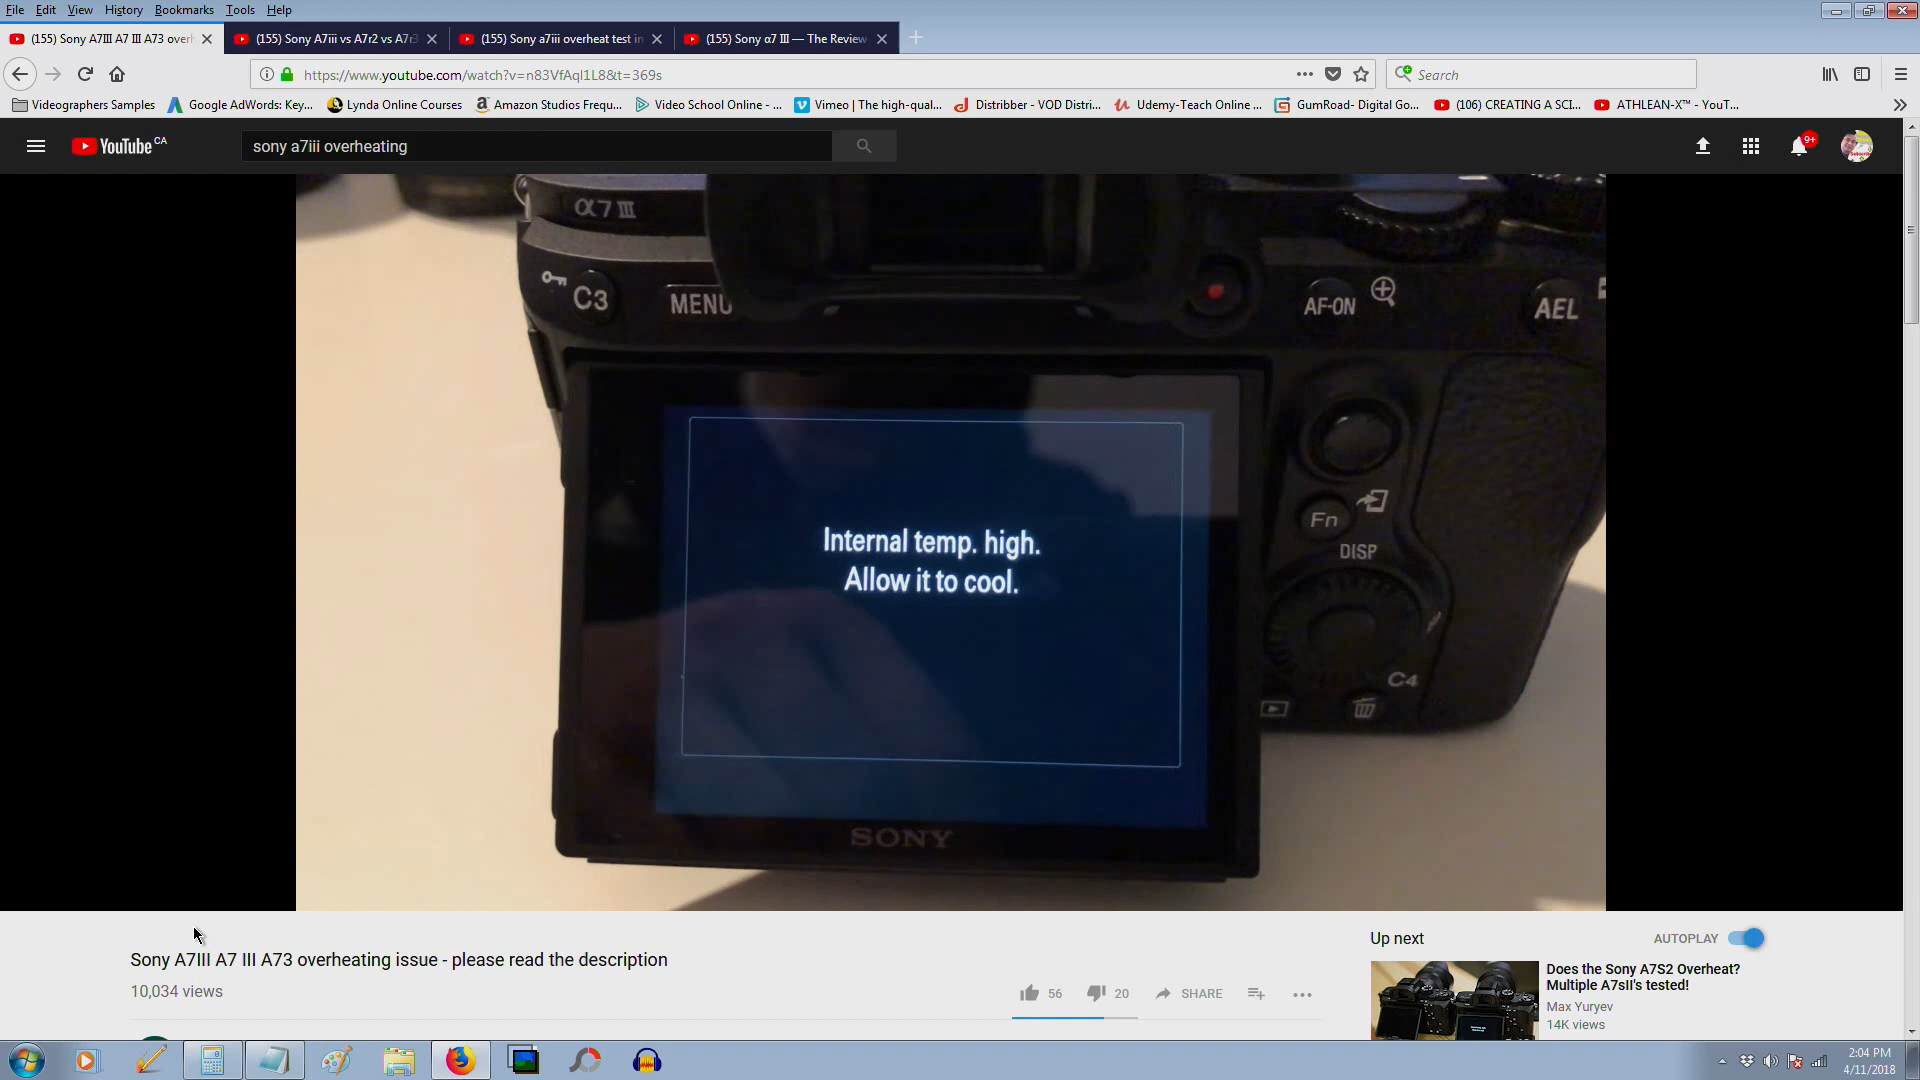 File Edit View History Bookmarks Tools Help
(155) Sony A7III A7 III A73 overh
(155) Sony A7iii vs A7r2 vs A7r3
(155) Sony a7iii overheat test in
(155) Sony α7 III — The Review
https://www.youtube.com/watch?v=n83VfAqI1L8&t=369s
Search
Videographers Samples
Google AdWords: Key...
Lynda Online Courses
Amazon Studios Frequ...
Video School Online - ...
Vimeo | The high-qual...
Distribber - VOD Distri...
Udemy-Teach Online ...
GumRoad- Digital Go...
(106) CREATING A SCI...
ATHLEAN-X™ - YouT...
YouTube CA
sony a7iii overheating
9+
α7 III
C3
MENU
AF-ON
AEL
Internal temp. high.
Allow it to cool.
Fn
DISP
C4
SONY
Sony A7III A7 III A73 overheating issue - please read the description
10,034 views
56
20
SHARE
Up next
AUTOPLAY
Does the Sony A7S2 Overheat?
Multiple A7sII's tested!
Max Yuryev
14K views
2:04 PM
4/11/2018